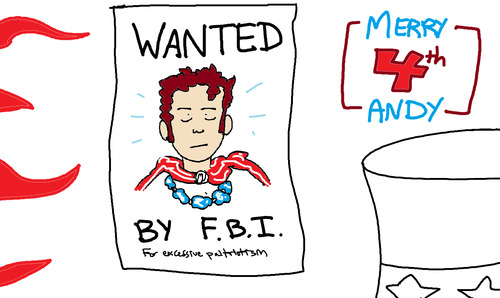 WANTED
BY F.B.I.
For excessive patriotism
MERRY
4th
ANDY